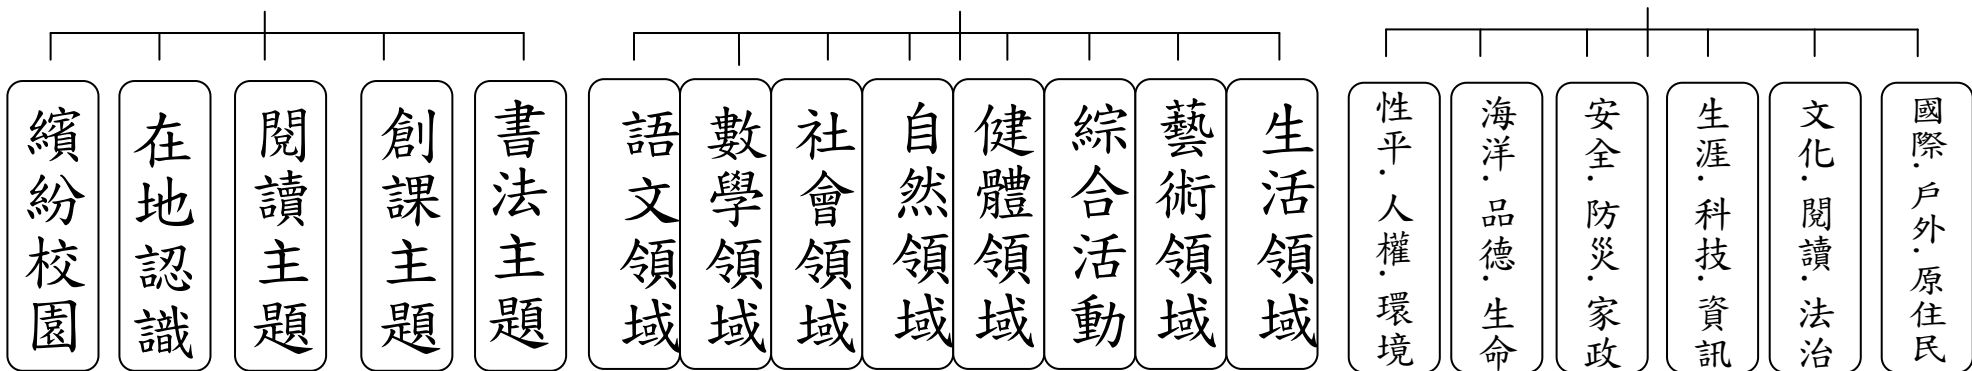 繽紛校園
在地認識
閱讀主題
創課主題
書法主題
語文領域
數學領域
社會領域
自然領域
健體領域
綜合活動
藝術領域
生活領域
性平.人權.環境
海洋.品德.生命
安全.防災.家政
生涯.科技.資訊
文化.閱讀.法治
國際.戶外.原住民